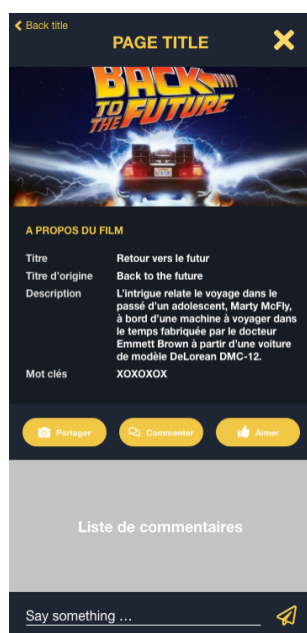 Back title
PAGE TITLE
BACK
TO THE FUTURE
A PROPOS DU FILM
Titre Retour vers le futur
Titre d’origine Back to the future
Description L’intrigue relate le voyage dans le
passé d’un adolescent, Marty McFly,
à bord d’une machine à voyager dans
le temps fabriquée par le docteur
Emmett Brown à partir d’une voiture
de modèle DeLorean DMC-12.
Mot clés XOXOXOX
Partager Commenter Aimer
Liste de commentaires
Say something ...